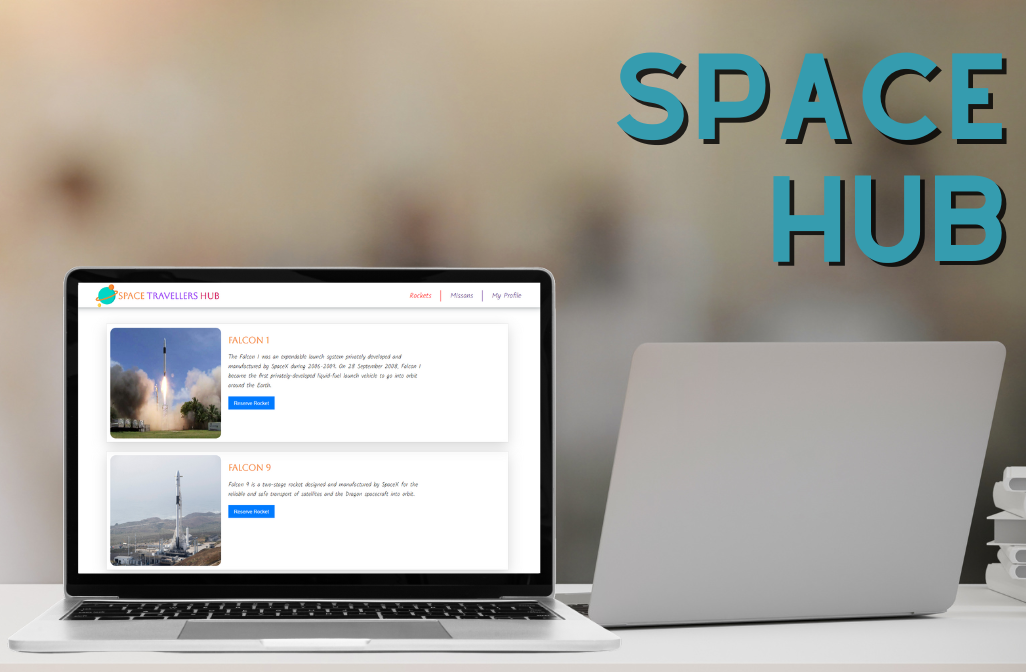 SPACE
HUB
SPACE TRAVELLERS HUB
Rockets
Missons
My Profile
FALCON 1
The Falcon 1 was an expendable launch system privately developed and
manufactured by SpaceX during 2006-2009. On 28 September 2008, Falcon 1
became the first privately-developed liquid-fuel launch vehicle to go into orbit
around the Earth.
Reserve Rocket
FALCON 9
Falcon 9 is a two-stage rocket designed and manufactured by SpaceX for the
reliable and safe transport of satellites and the Dragon spacecraft into orbit.
Reserve Rocket